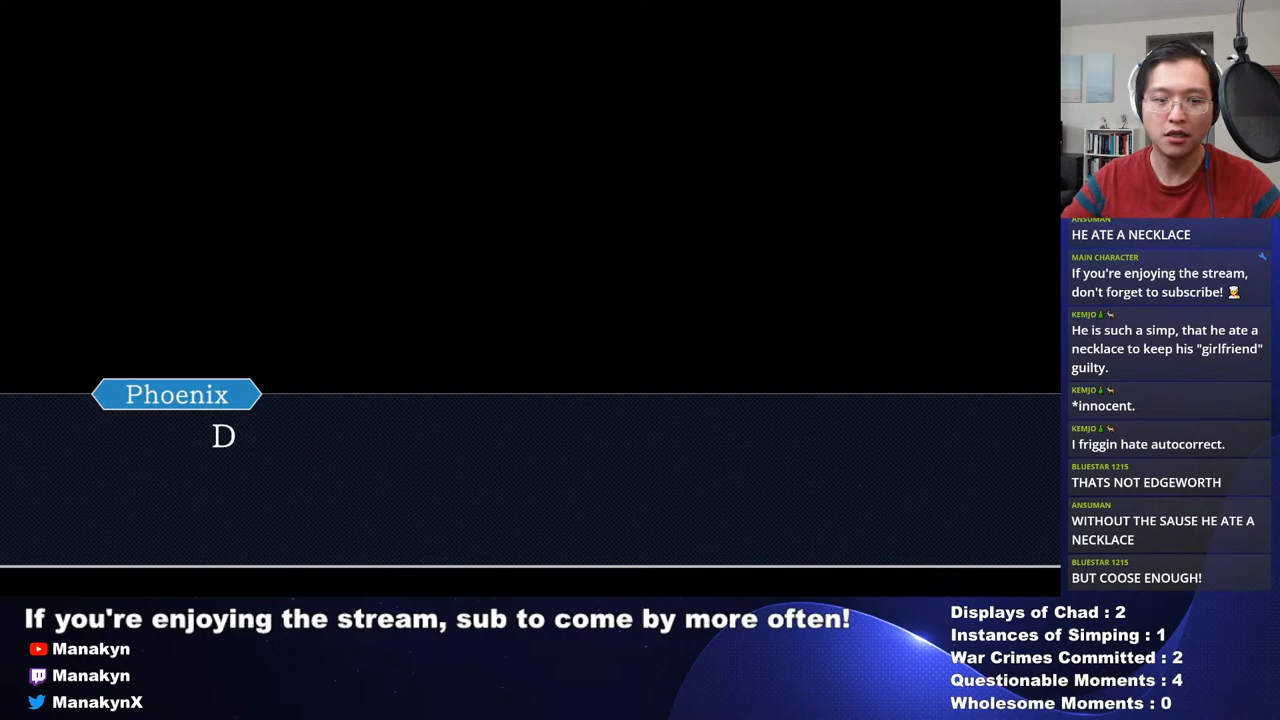 Phoenix
D
ANSUMAN
HE ATE A NECKLACE
MAIN CHARACTER
If you're enjoying the stream,
don't forget to subscribe!
KEMJO
He is such a simp, that he ate a
necklace to keep his "girlfriend"
guilty.
KEMJO
*innocent.
KEMJO
I friggin hate autocorrect.
BLUESTAR 1215
THATS NOT EDGEWORTH
ANSUMAN
WITHOUT THE SAUSE HE ATE A
NECKLACE
BLUESTAR 1215
BUT COOSE ENOUGH!
If you're enjoying the stream, sub to come by more often!
Manakyn
Manakyn
ManakynX
Displays of Chad : 2
Instances of Simping : 1
War Crimes Committed : 2
Questionable Moments : 4
Wholesome Moments : 0